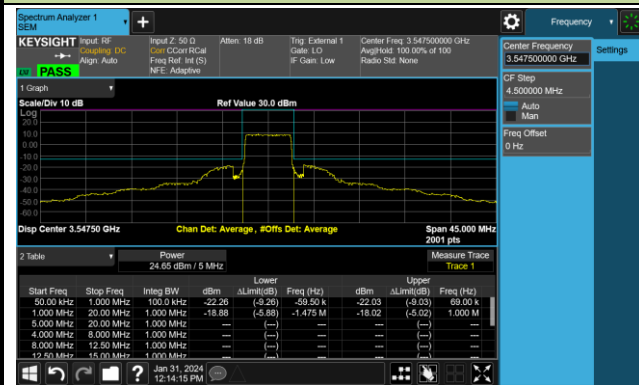 Spectrum Analyzer 1
SEM
Frequency
KEYSIGHT
Input: RF
Coupling: DC
Align: Auto
Input Z: 50 Ω
Corr CCorr RCal
Freq Ref: Int (S)
NFE: Adaptive
Atten: 18 dB
Trig: External 1
Gate: LO
IF Gain: Low
Center Freq: 3.547500000 GHz
Avg|Hold: 100.00% of 100
Radio Std: None
PASS
Center Frequency
3.547500000 GHz
Settings
CF Step
4.500000 MHz
Auto
Man
Freq Offset
0 Hz
1 Graph
Scale/Div 10 dB
Ref Value 30.0 dBm
Log
20.0
10.0
0.00
-10.0
-20.0
-30.0
-40.0
-50.0
-60.0
Disp Center 3.54750 GHz
Chan Det: Average , #Offs Det: Average
Span 45.000 MHz
2001 pts
2 Table
Power
24.65 dBm / 5 MHz
Measure Trace
Trace 1
Lower Upper
Start Freq Stop Freq Integ BW dBm ΔLimit(dB) Freq (Hz) dBm ΔLimit(dB) Freq (Hz)
50.00 kHz 1.000 MHz 100.0 kHz -22.26 (-9.26) -59.50 k -22.03 (-9.03) 69.00 k
1.000 MHz 20.00 MHz 1.000 MHz -18.88 (-5.88) -1.475 M -18.02 (-5.02) 1.000 M
5.000 MHz 20.00 MHz 1.000 MHz --- (---) --- --- (---) ---
4.000 MHz 8.000 MHz 1.000 MHz --- (---) --- --- (---) ---
8.000 MHz 12.50 MHz 1.000 MHz --- (---) --- --- (---) ---
12.50 MHz 15.00 MHz 1.000 MHz --- (---) --- --- (---) ---
Jan 31, 2024
12:14:15 PM